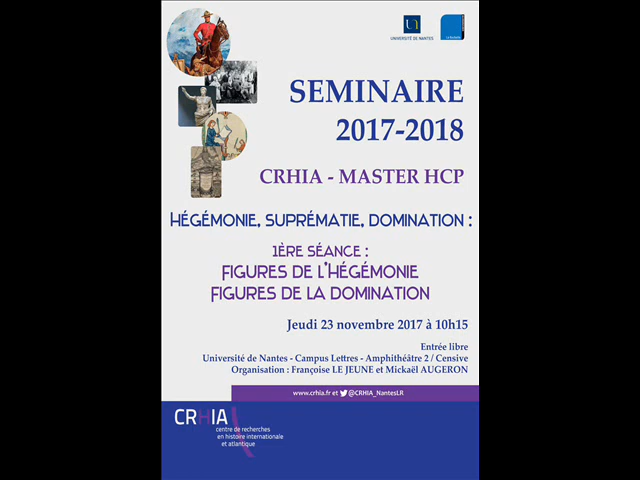 UNIVERSITÉ DE NANTES
SEMINAIRE
2017-2018
CRHIA - MASTER HCP
HÉGÉMONIE, SUPRÉMATIE, DOMINATION :
1ÈRE SÉANCE :
FIGURES DE L'HÉGÉMONIE
FIGURES DE LA DOMINATION
Jeudi 23 novembre 2017 à 10h15
Entrée libre
Université de Nantes - Campus Lettres - Amphithéâtre 2 / Censive
Organisation : Françoise LE JEUNE et Mickaël AUGERON
www.crhia.fr et @CRHIA_NantesLR
CRHIA
centre de recherches
en histoire internationale
et atlantique